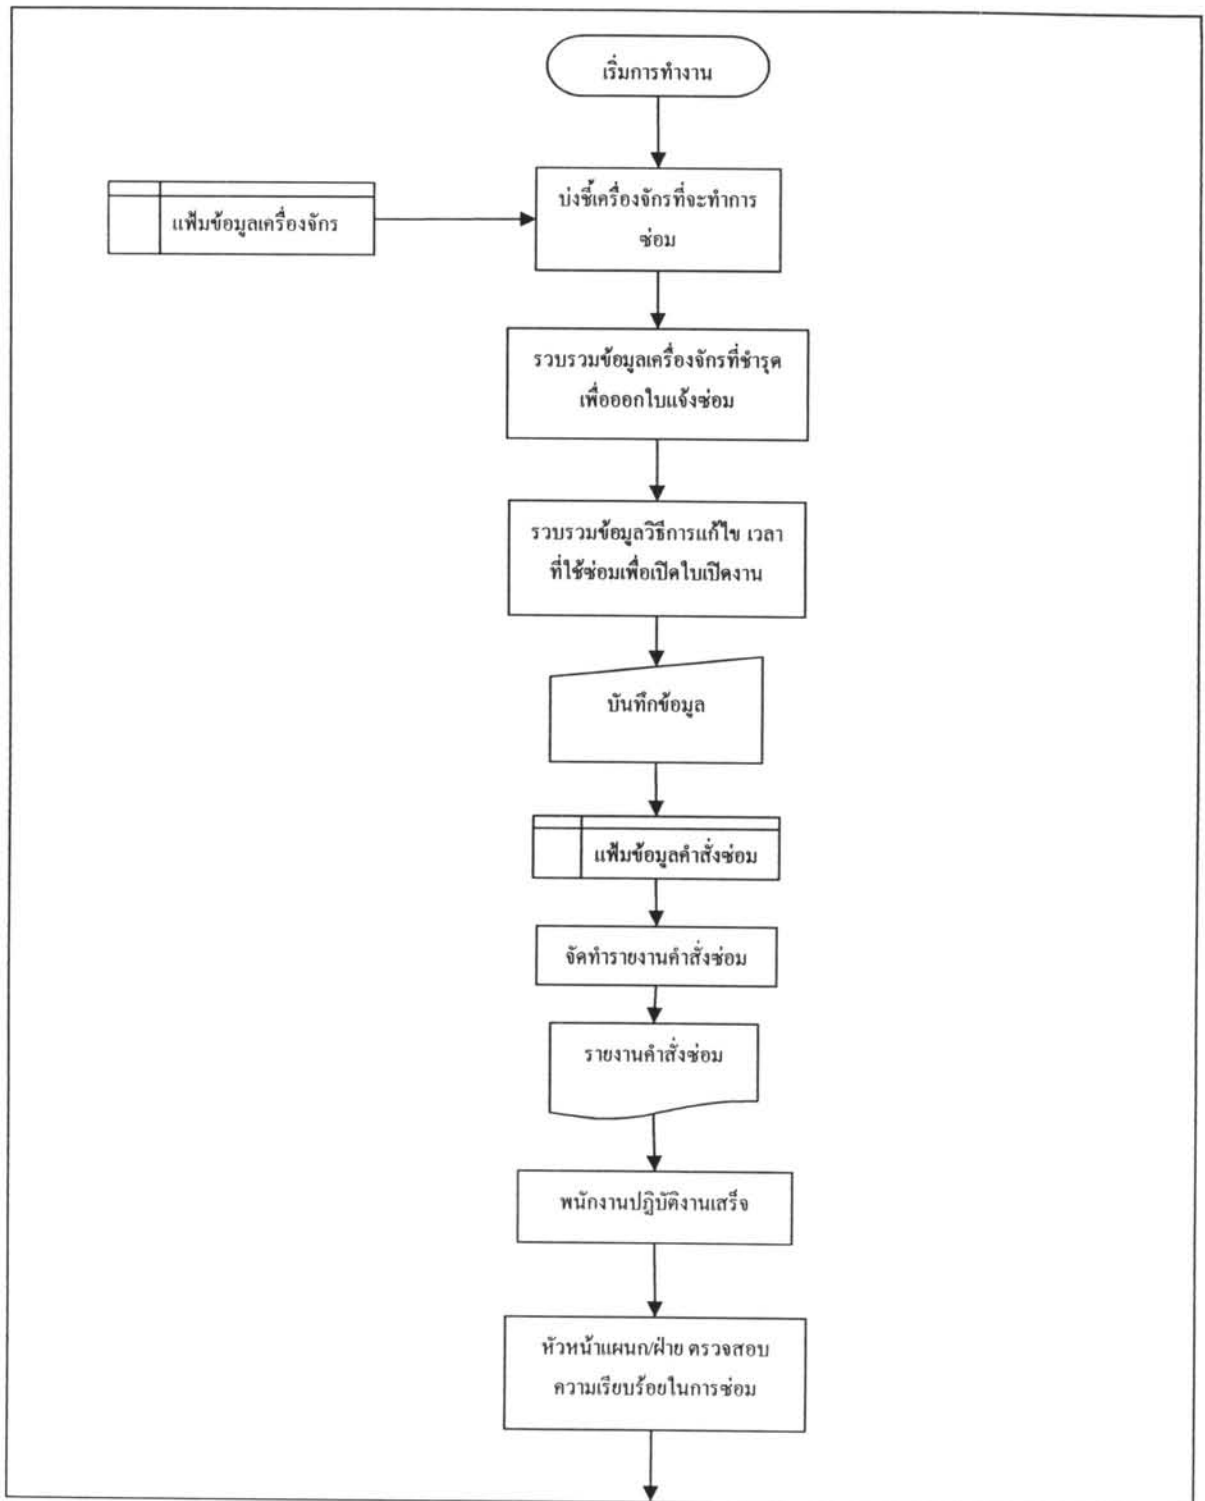 เริ่มการทำงาน
แฟ้มข้อมูลเครื่องจักร
บ่งชี้เครื่องจักรที่จะทำการ
ซ่อม
รวบรวมข้อมูลเครื่องจักรที่ชำรุด
เพื่อออกใบแจ้งซ่อม
รวบรวมข้อมูลวิธีการแก้ไข เวลา
ที่ใช้ซ่อมเพื่อเปิดใบเปิดงาน
บันทึกข้อมูล
แฟ้มข้อมูลคำสั่งซ่อม
จัดทำรายงานคำสั่งซ่อม
รายงานคำสั่งซ่อม
พนักงานปฏิบัติงานเสร็จ
หัวหน้าแผนก/ฝ่าย ตรวจสอบ
ความเรียบร้อยในการซ่อม